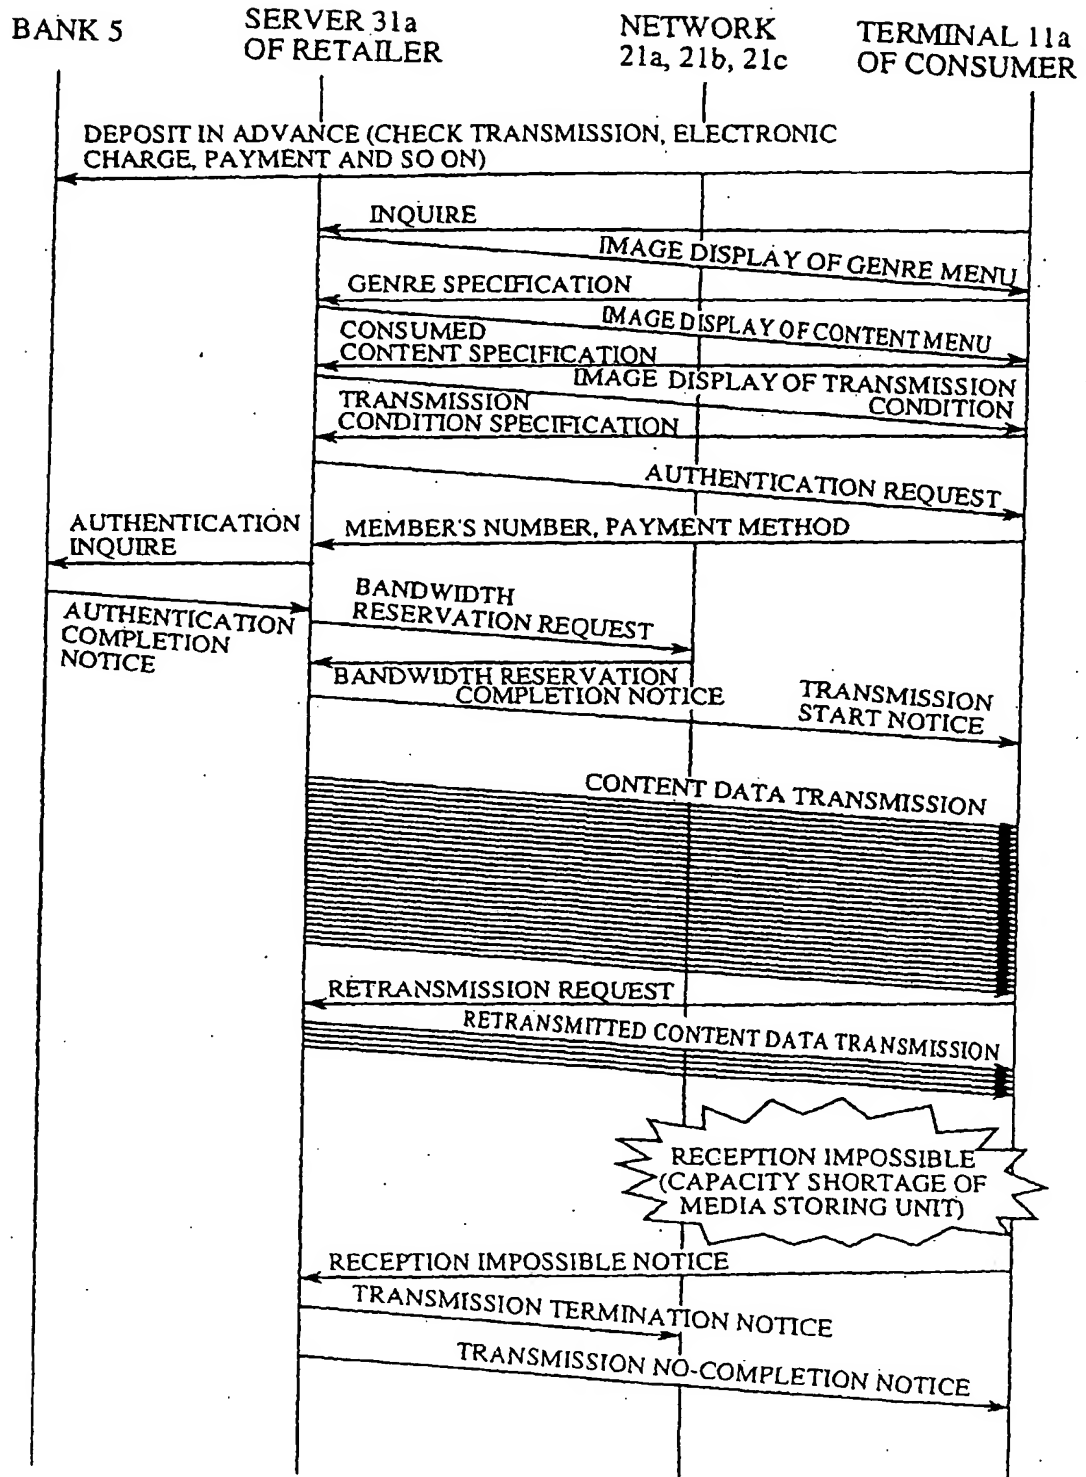 BANK 5
SERVER 31a
OF RETAILER
NETWORK
21a, 21b, 21c
TERMINAL 11a
OF CONSUMER
DEPOSIT IN ADVANCE (CHECK TRANSMISSION, ELECTRONIC
CHARGE, PAYMENT AND SO ON)
INQUIRE
IMAGE DISPLAY OF GENRE MENU
GENRE SPECIFICATION
IMAGE DISPLAY OF CONTENT MENU
CONSUMED
CONTENT SPECIFICATION
IMAGE DISPLAY OF TRANSMISSION
CONDITION
TRANSMISSION
CONDITION SPECIFICATION
AUTHENTICATION REQUEST
MEMBER'S NUMBER, PAYMENT METHOD
AUTHENTICATION
INQUIRE
AUTHENTICATION
COMPLETION
NOTICE
BANDWIDTH
RESERVATION REQUEST
BANDWIDTH RESERVATION
COMPLETION NOTICE
TRANSMISSION
START NOTICE
CONTENT DATA TRANSMISSION
RETRANSMISSION REQUEST
RETRANSMITTED CONTENT DATA TRANSMISSION
RECEPTION IMPOSSIBLE
(CAPACITY SHORTAGE OF
MEDIA STORING UNIT)
RECEPTION IMPOSSIBLE NOTICE
TRANSMISSION TERMINATION NOTICE
TRANSMISSION NO-COMPLETION NOTICE